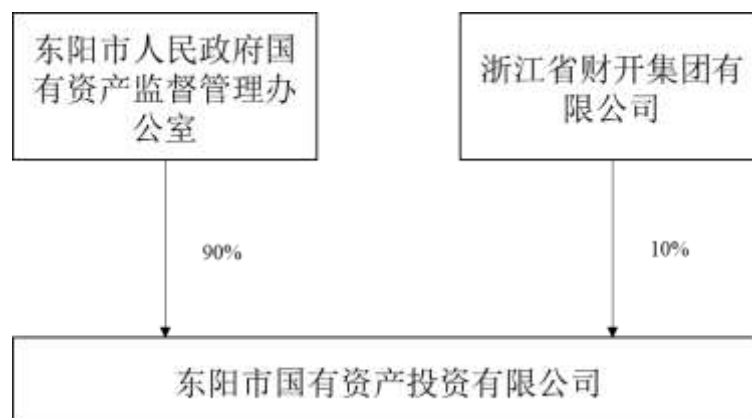 东阳市人民政府国
有资产监督管理办
公室
浙江省财开集团有
限公司
90%
10%
东阳市国有资产投资有限公司